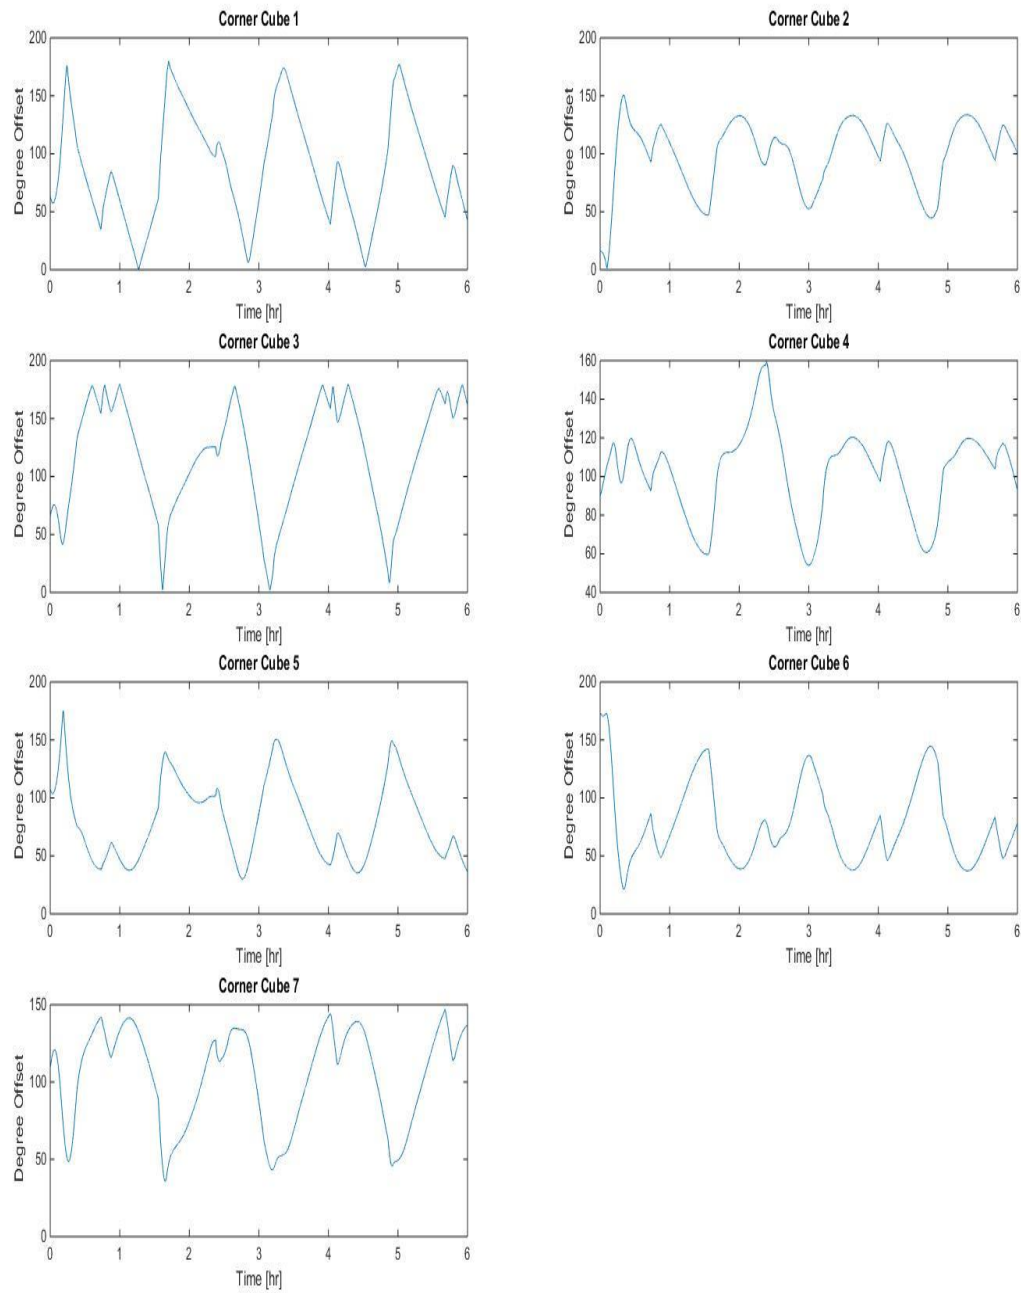 Corner Cube 1
200
150
100
50
0
Degree Offset
0 1 2 3 4 5 6
Time [hr]
Corner Cube 2
200
150
100
50
0
Degree Offset
0 1 2 3 4 5 6
Time [hr]
Corner Cube 3
200
150
100
50
0
Degree Offset
0 1 2 3 4 5 6
Time [hr]
Corner Cube 4
160
140
120
100
80
60
40
Degree Offset
0 1 2 3 4 5 6
Time [hr]
Corner Cube 5
200
150
100
50
0
Degree Offset
0 1 2 3 4 5 6
Time [hr]
Corner Cube 6
200
150
100
50
0
Degree Offset
0 1 2 3 4 5 6
Time [hr]
Corner Cube 7
150
100
50
0
Degree Offset
0 1 2 3 4 5 6
Time [hr]